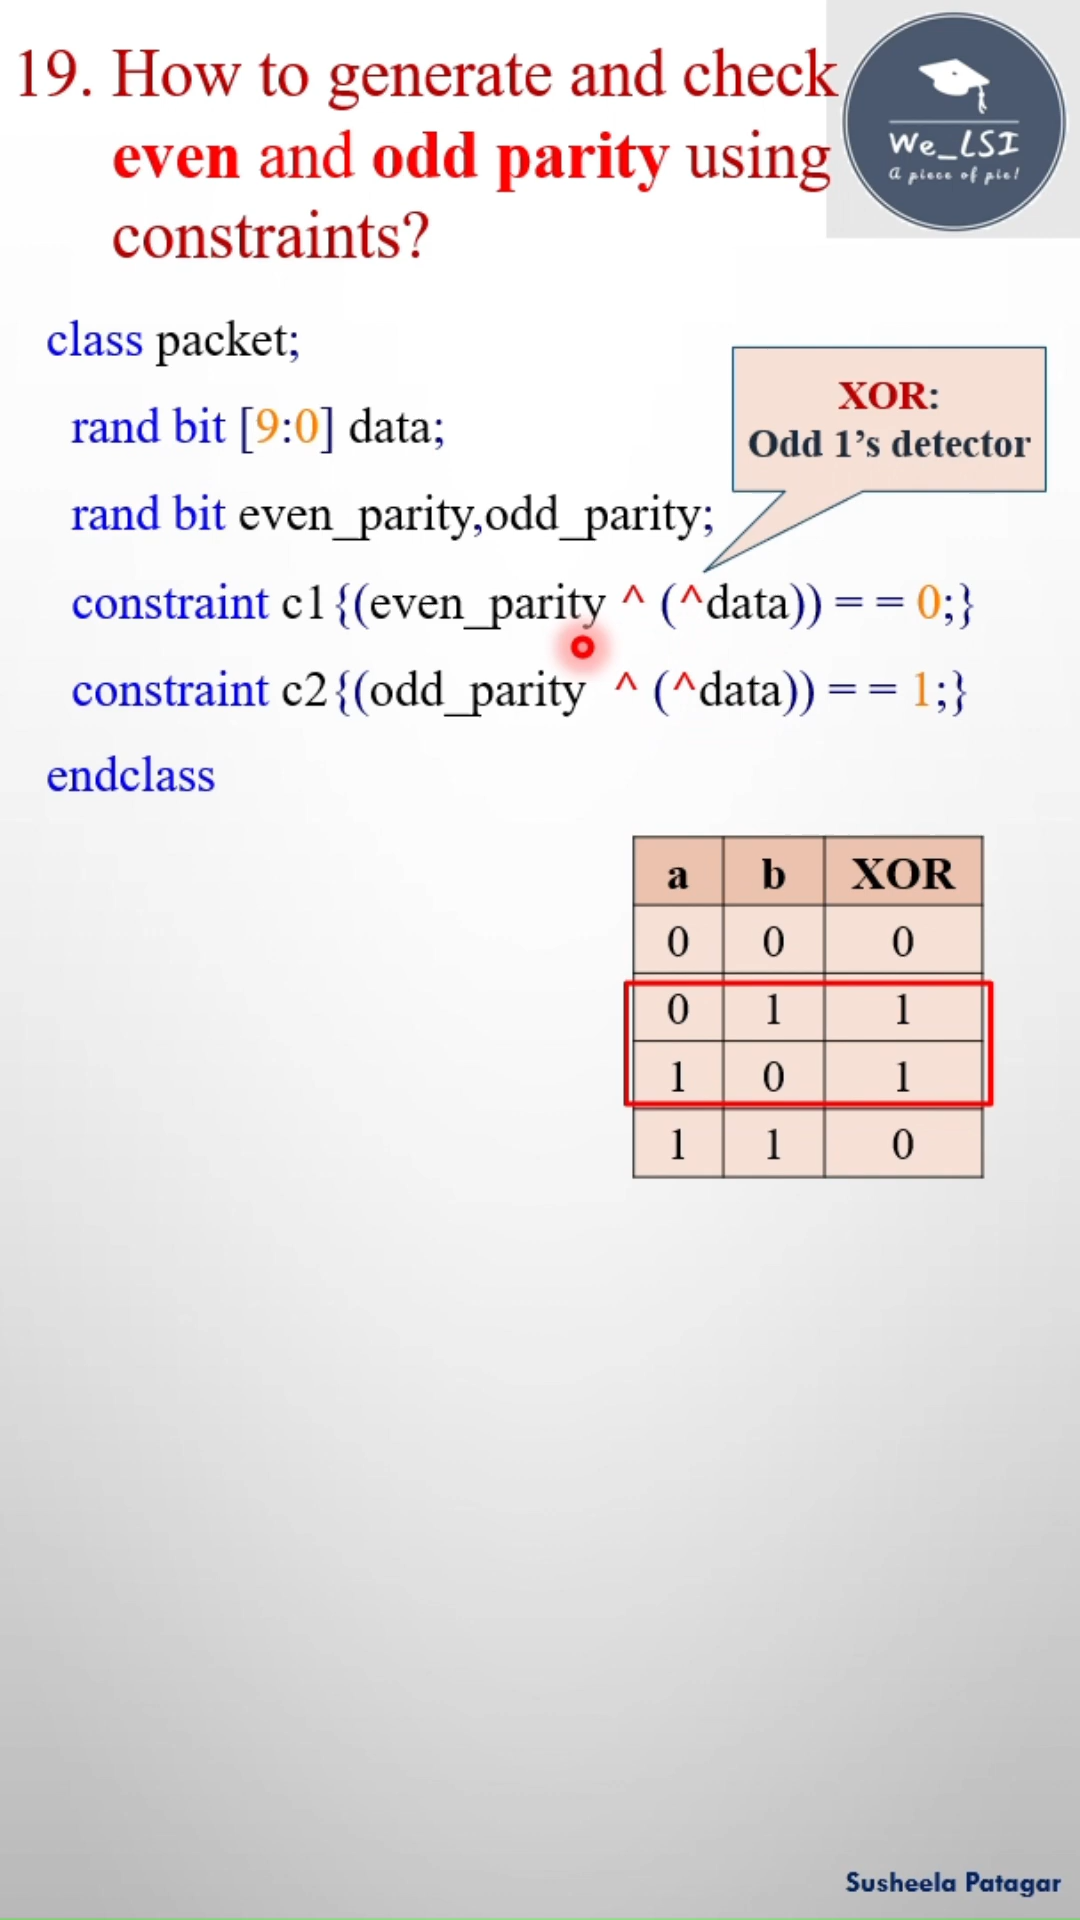 19. How to generate and check
even and odd parity using
constraints?
We_LSI
a piece of pie!
class packet;
rand bit [9:0] data;
XOR:
Odd 1’s detector
rand bit even_parity,odd_parity;
constraint c1{(even_parity ^ (^data)) = = 0;}
constraint c2{(odd_parity ^ (^data)) = = 1;}
endclass
a b XOR
0 0 0
0 1 1
1 0 1
1 1 0
Susheela Patagar